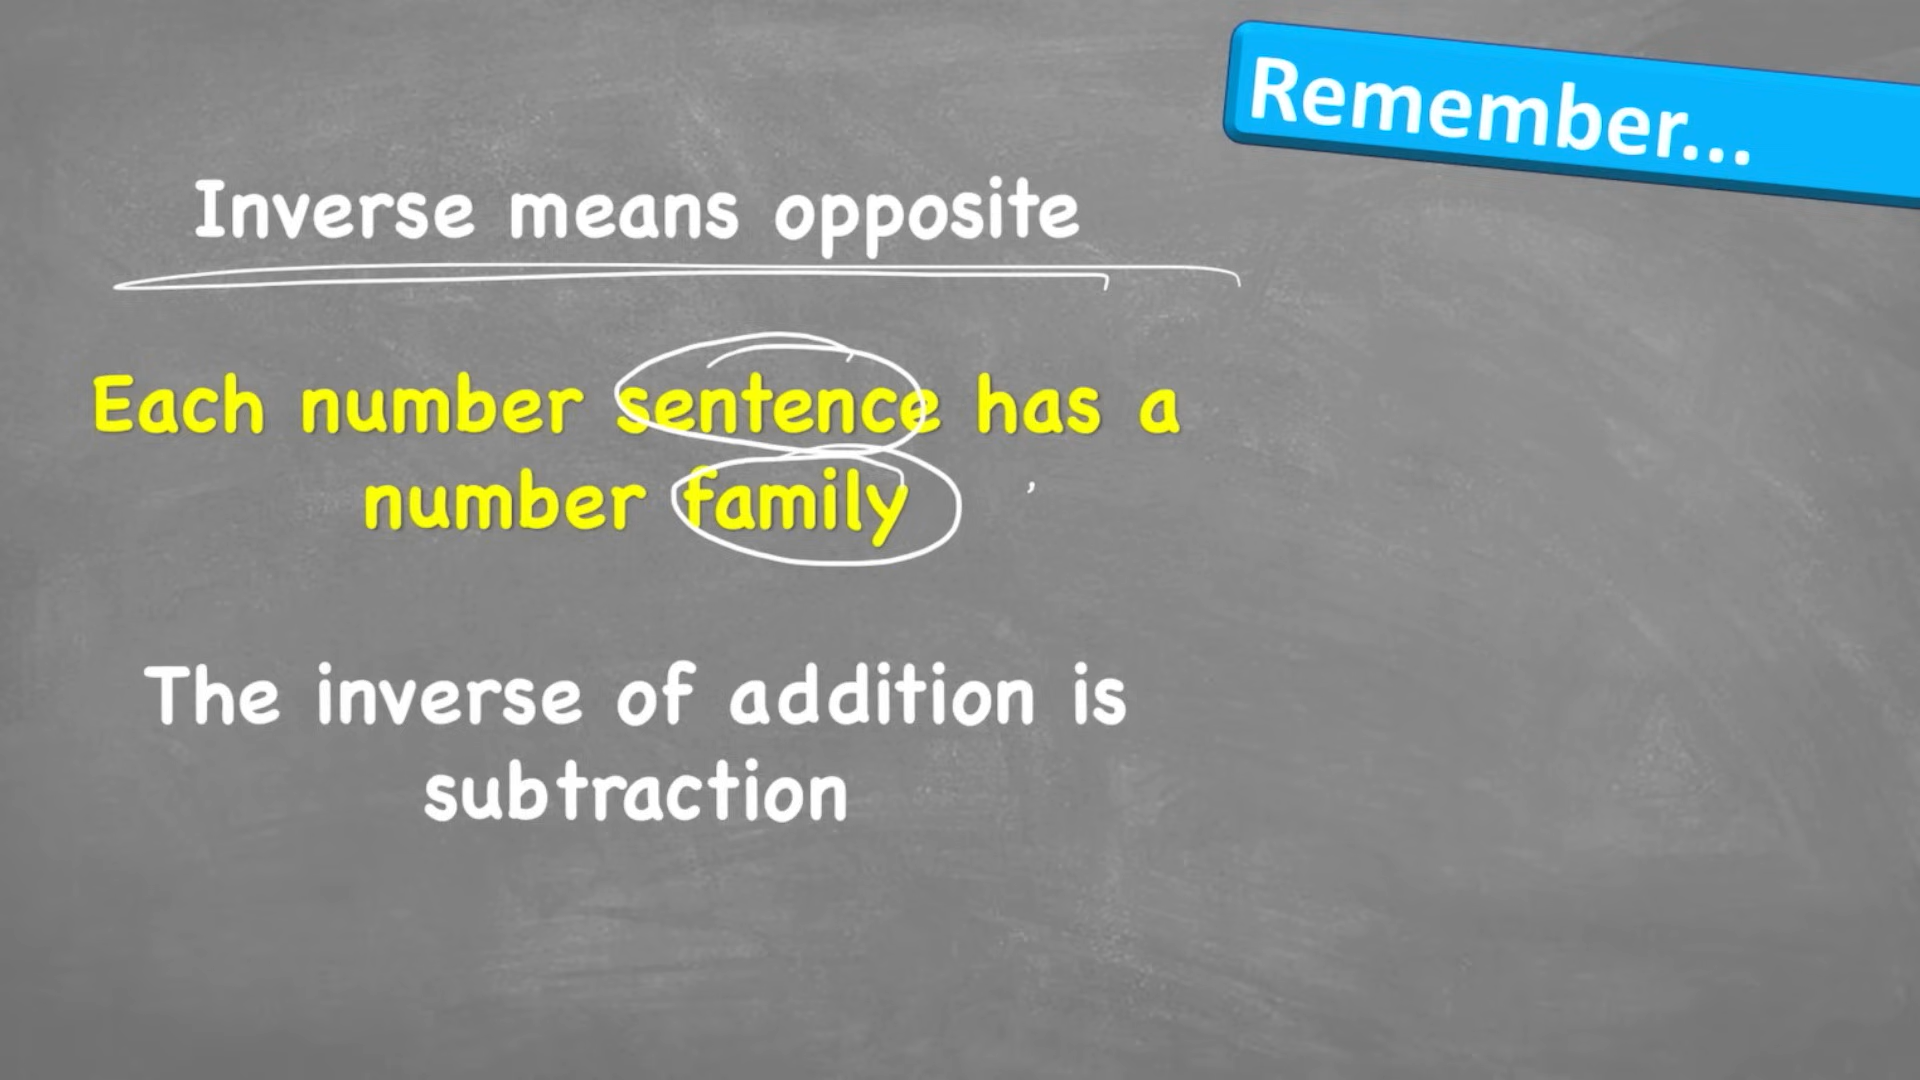 Remember...
Inverse means opposite
Each number sentence has a
number family
The inverse of addition is
subtraction